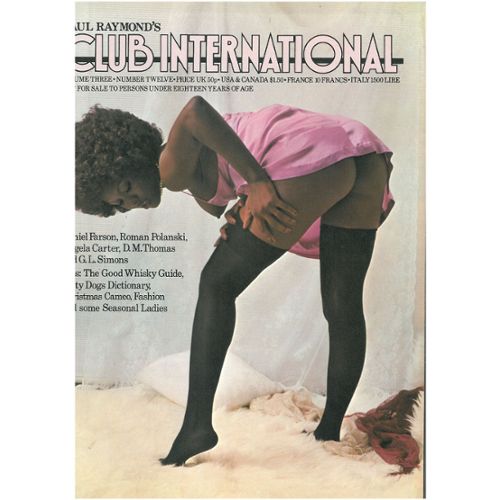 AUL RAYMOND'S
CLUB INTERNATIONAL
UME THREE • NUMBER TWELVE • PRICE UK 50p • USA & CANADA $1.50 • FRANCE 10 FRANCS • ITALY 1500 LIRE
FOR SALE TO PERSONS UNDER EIGHTEEN YEARS OF AGE
niel Farson, Roman Polanski,
gela Carter, D. M. Thomas
d G. L. Simons
s: The Good Whisky Guide,
ty Dogs Dictionary,
ristmas Cameo, Fashion
d some Seasonal Ladies